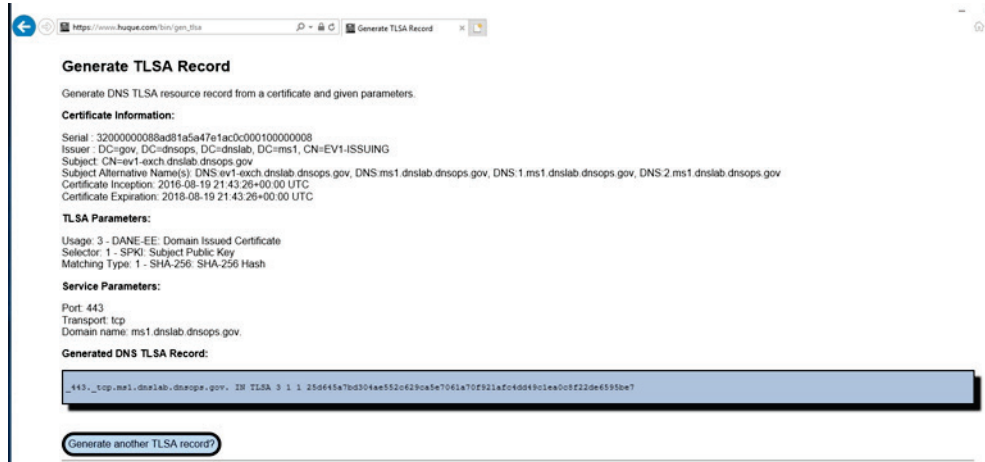 https://www.huque.com/bin/gen_tlsa
Generate TLSA Record
Generate TLSA Record
Generate DNS TLSA resource record from a certificate and given parameters.
Certificate Information:
Serial : 32000000088ad81a5a47e1ac0c000100000008
Issuer : DC=gov, DC=dnsops, DC=dnslab, DC=ms1, CN=EV1-ISSUING
Subject: CN=ev1-exch.dnslab.dnsops.gov
Subject Alternative Name(s): DNS:ev1-exch.dnslab.dnsops.gov, DNS:ms1.dnslab.dnsops.gov, DNS:1.ms1.dnslab.dnsops.gov, DNS:2.ms1.dnslab.dnsops.gov
Certificate Inception: 2016-08-19 21:43:26+00:00 UTC
Certificate Expiration: 2018-08-19 21:43:26+00:00 UTC
TLSA Parameters:
Usage: 3 - DANE-EE: Domain Issued Certificate
Selector: 1 - SPKI: Subject Public Key
Matching Type: 1 - SHA-256: SHA-256 Hash
Service Parameters:
Port: 443
Transport: tcp
Domain name: ms1.dnslab.dnsops.gov.
Generated DNS TLSA Record:
_443._tcp.ms1.dnslab.dnsops.gov. IN TLSA 3 1 1
Generate another TLSA record?